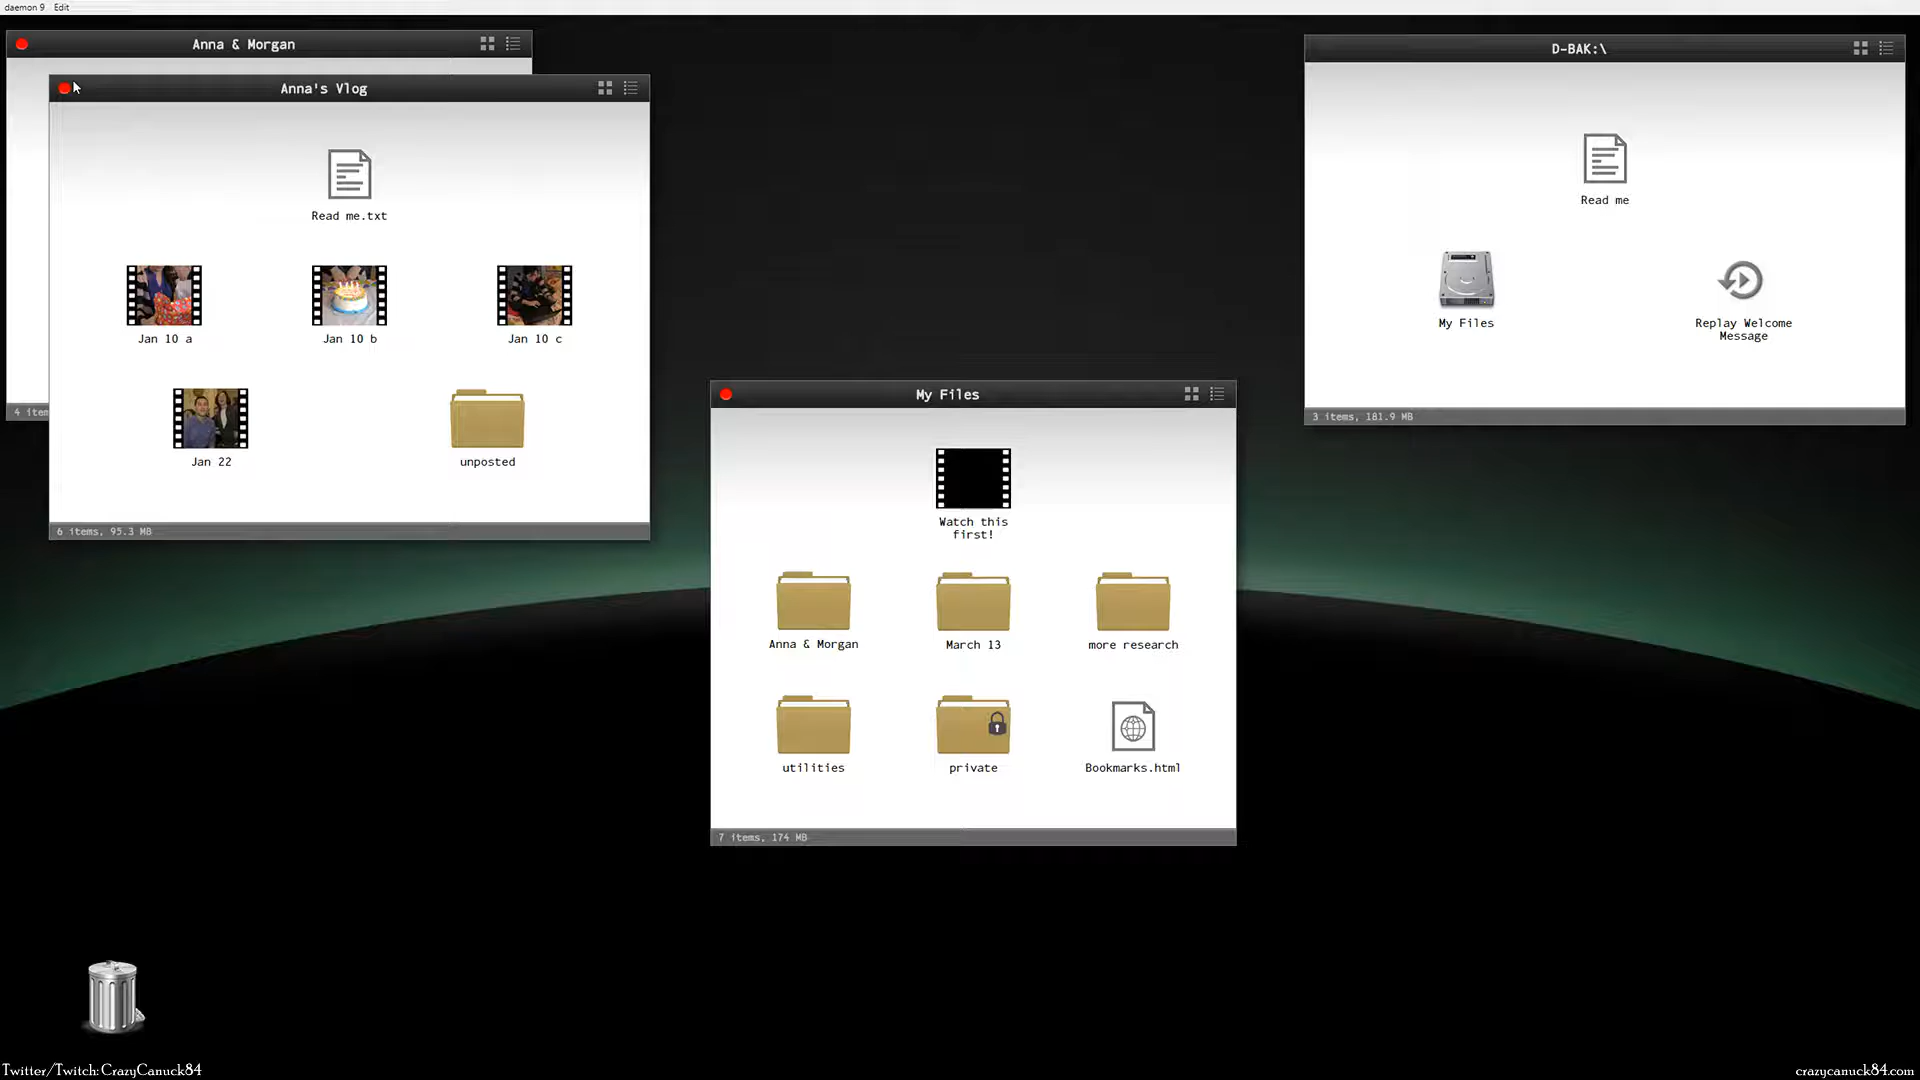 daemon 9 Edit
Anna & Morgan
4 item
Anna's Vlog
Read me.txt
Jan 10 a
Jan 10 b
Jan 10 c
Jan 22
unposted
6 items, 95.3 MB
My Files
Watch this
first!
Anna & Morgan
March 13
more research
utilities
private
Bookmarks.html
7 items, 174 MB
D-BAK:\
Read me
My Files
Replay Welcome
Message
3 items, 181.9 MB
Twitter/Twitch: CrazyCanuck84
crazycanuck84.com